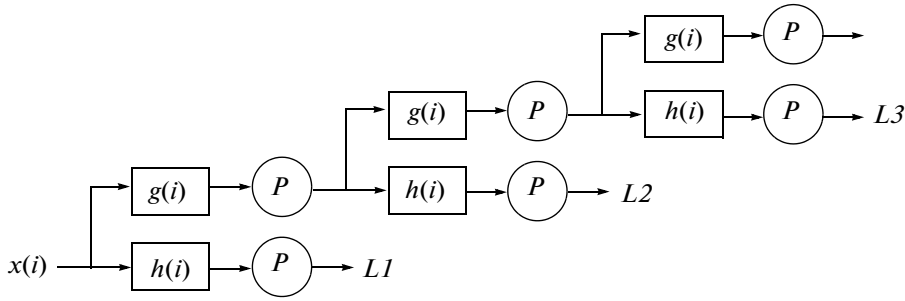 g(i) P
g(i) P h(i) P L3
g(i) P h(i) P L2
x(i) h(i) P L1